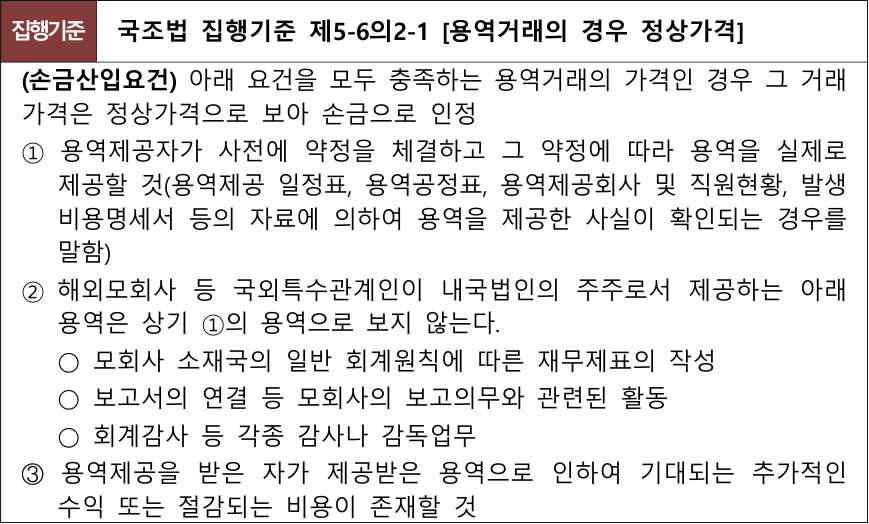 집행기준 국조법 집행기준 제5-6의2-1 [용역거래의 경우 정상가격]
(손금산입요건) 아래 요건을 모두 충족하는 용역거래의 가격인 경우 그 거래
가격은 정상가격으로 보아 손금으로 인정
① 용역제공자가 사전에 약정을 체결하고 그 약정에 따라 용역을 실제로
제공할 것(용역제공 일정표, 용역공정표, 용역제공회사 및 직원현황, 발생
비용명세서 등의 자료에 의하여 용역을 제공한 사실이 확인되는 경우를
말함)
② 해외모회사 등 국외특수관계인이 내국법인의 주주로서 제공하는 아래
용역은 상기 ①의 용역으로 보지 않는다.
○ 모회사 소재국의 일반 회계원칙에 따른 재무제표의 작성
○ 보고서의 연결 등 모회사의 보고의무와 관련된 활동
○ 회계감사 등 각종 감사나 감독업무
③ 용역제공을 받은 자가 제공받은 용역으로 인하여 기대되는 추가적인
수익 또는 절감되는 비용이 존재할 것